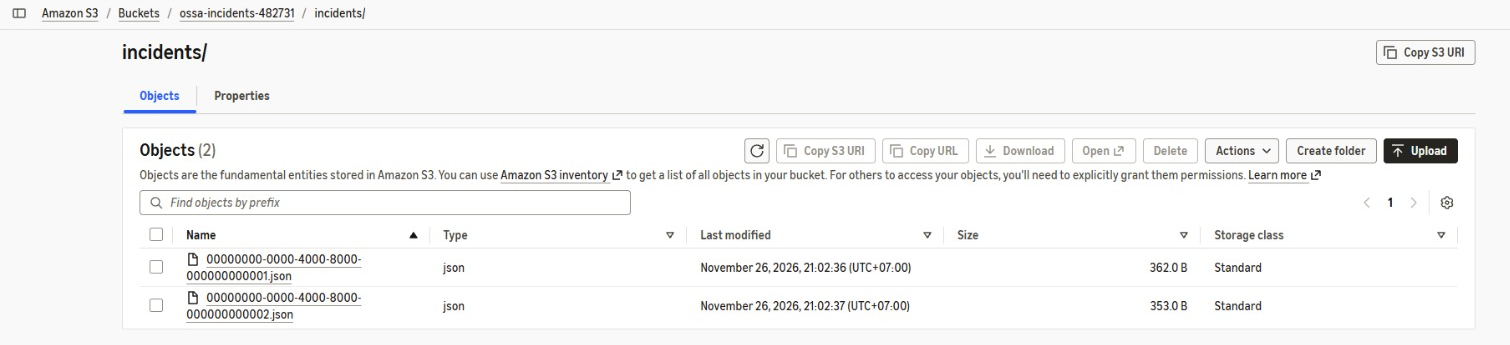 Amazon S3 / Buckets / ossa-incidents-482731 / incidents/
incidents/
Copy S3 URI
Objects Properties
Objects (2)
Copy S3 URI Copy URL Download Open Delete Actions Create folder Upload
Objects are the fundamental entities stored in Amazon S3. You can use Amazon S3 inventory to get a list of all objects in your bucket. For others to access your objects, you'll need to explicitly grant them permissions. Learn more
Find objects by prefix
1
Name Type Last modified Size Storage class
00000000-0000-4000-8000-
000000000001.json
json November 26, 2026, 21:02:36 (UTC+07:00) 362.0 B Standard
00000000-0000-4000-8000-
000000000002.json
json November 26, 2026, 21:02:37 (UTC+07:00) 353.0 B Standard